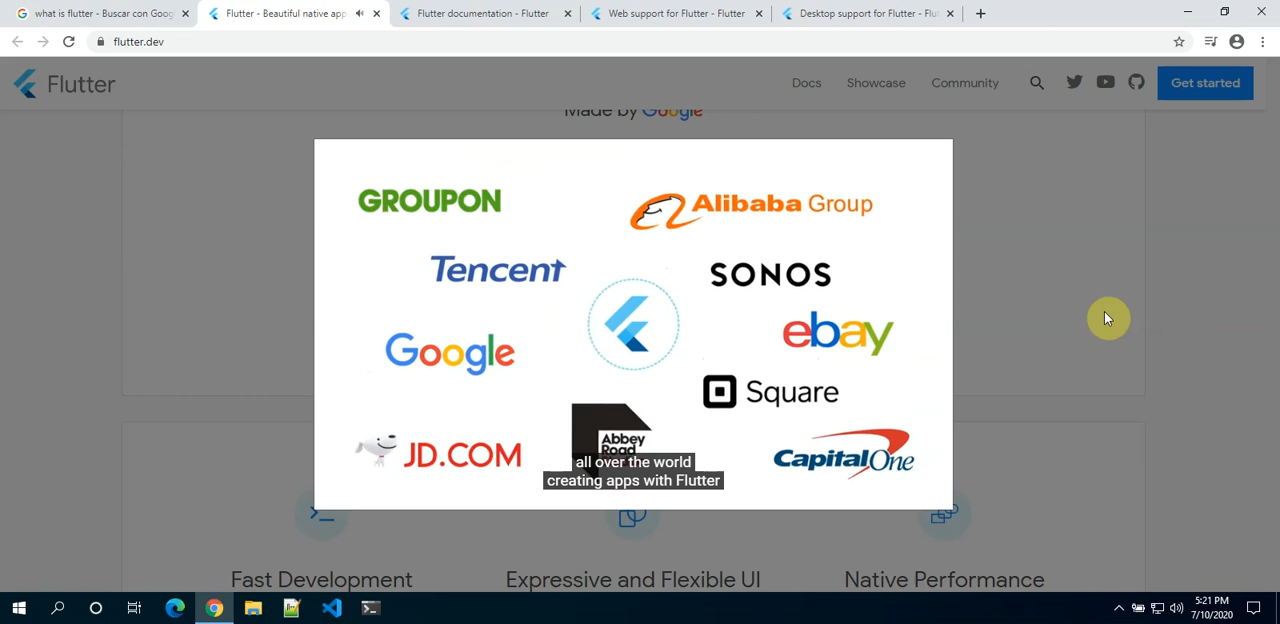 what is flutter - Buscar con Goog
Flutter - Beautiful native app
Flutter documentation - Flutter
Web support for Flutter - Flutter
Desktop support for Flutter - Flu
flutter.dev
Flutter
Docs
Showcase
Community
Get started
Made by Google
GROUPON
Alibaba Group
Tencent
SONOS
Google
ebay
Square
JD.COM
Abbey
Road
Capital One
all over the world
creating apps with Flutter
Fast Development
Expressive and Flexible UI
Native Performance
5:21 PM
7/10/2020